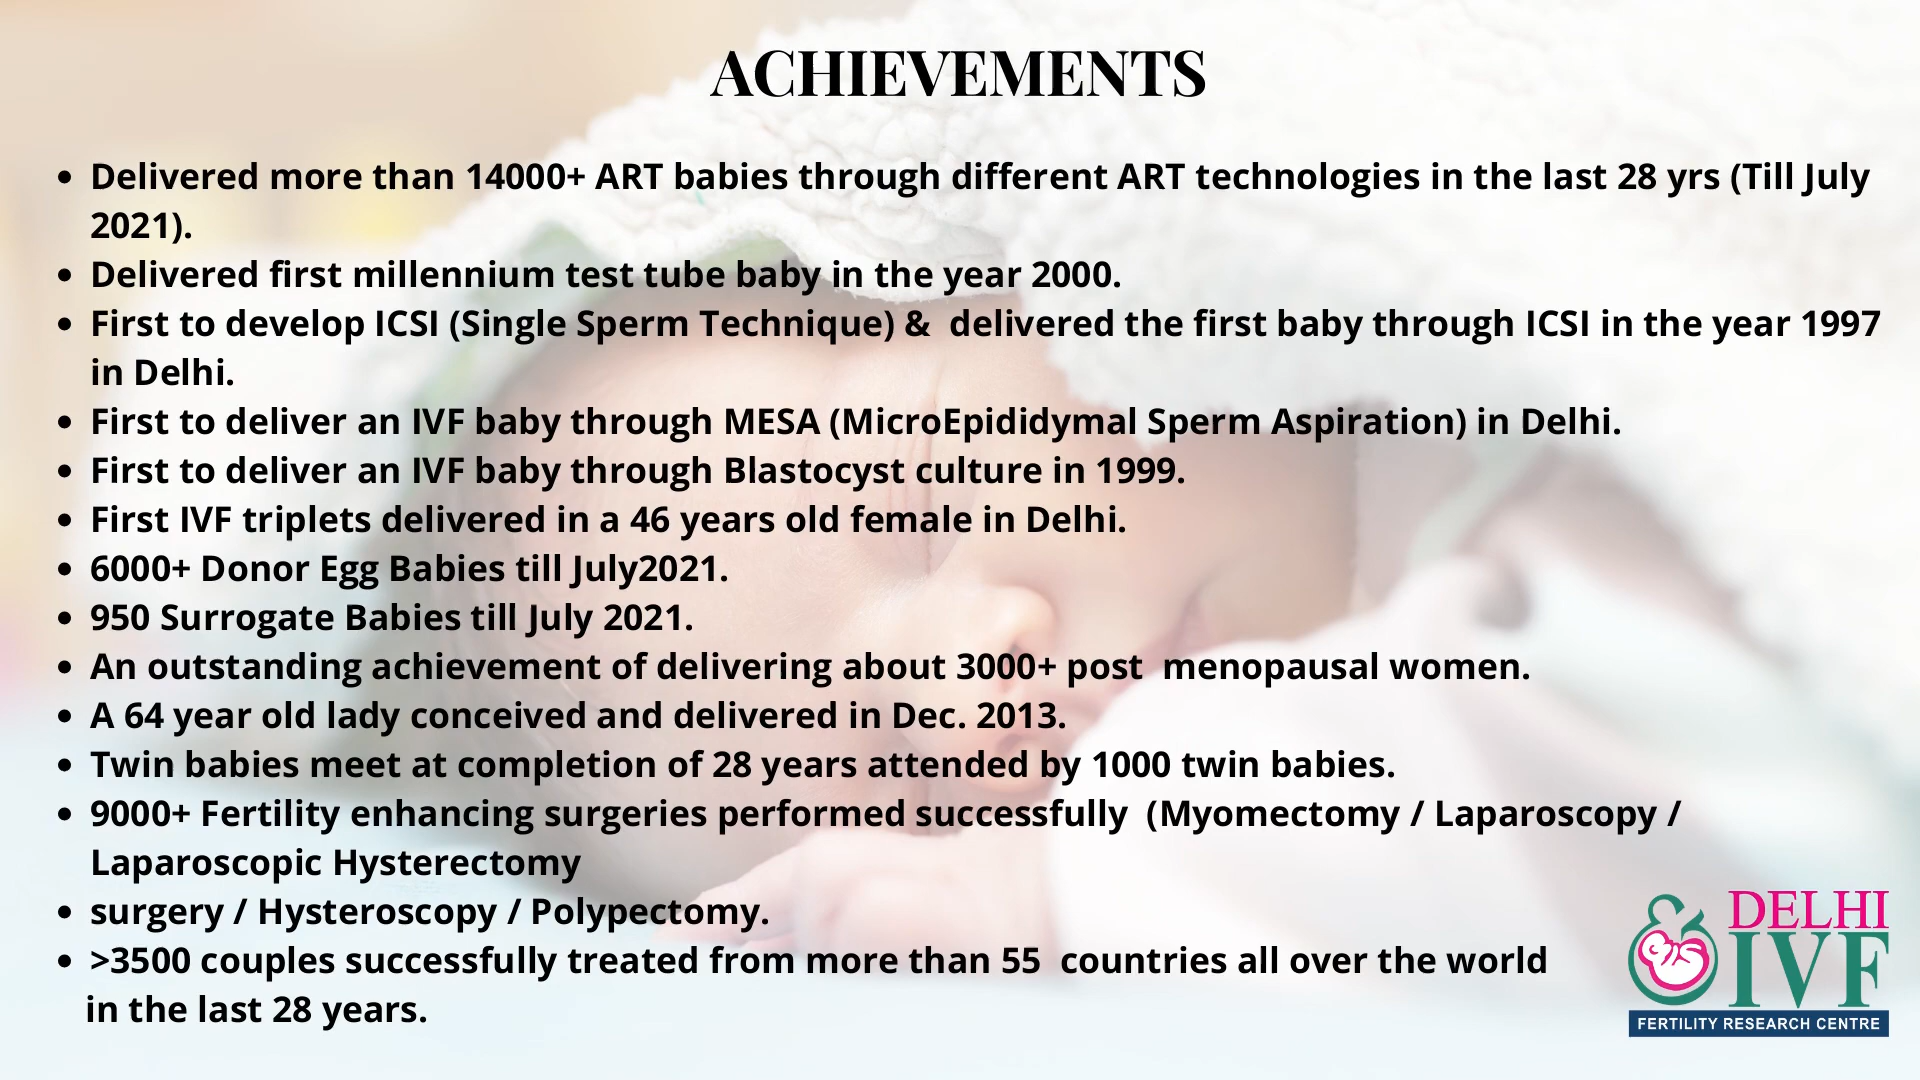 ACHIEVEMENTS
• Delivered more than 14000+ ART babies through different ART technologies in the last 28 yrs (Till July
2021).
• Delivered first millennium test tube baby in the year 2000.
• First to develop ICSI (Single Sperm Technique) &  delivered the first baby through ICSI in the year 1997
in Delhi.
• First to deliver an IVF baby through MESA (MicroEpididymal Sperm Aspiration) in Delhi.
• First to deliver an IVF baby through Blastocyst culture in 1999.
• First IVF triplets delivered in a 46 years old female in Delhi.
• 6000+ Donor Egg Babies till July2021.
• 950 Surrogate Babies till July 2021.
• An outstanding achievement of delivering about 3000+ post  menopausal women.
• A 64 year old lady conceived and delivered in Dec. 2013.
• Twin babies meet at completion of 28 years attended by 1000 twin babies.
• 9000+ Fertility enhancing surgeries performed successfully  (Myomectomy / Laparoscopy /
Laparoscopic Hysterectomy
• surgery / Hysteroscopy / Polypectomy.
• >3500 couples successfully treated from more than 55  countries all over the world
in the last 28 years.
DELHI
IVF
FERTILITY RESEARCH CENTRE